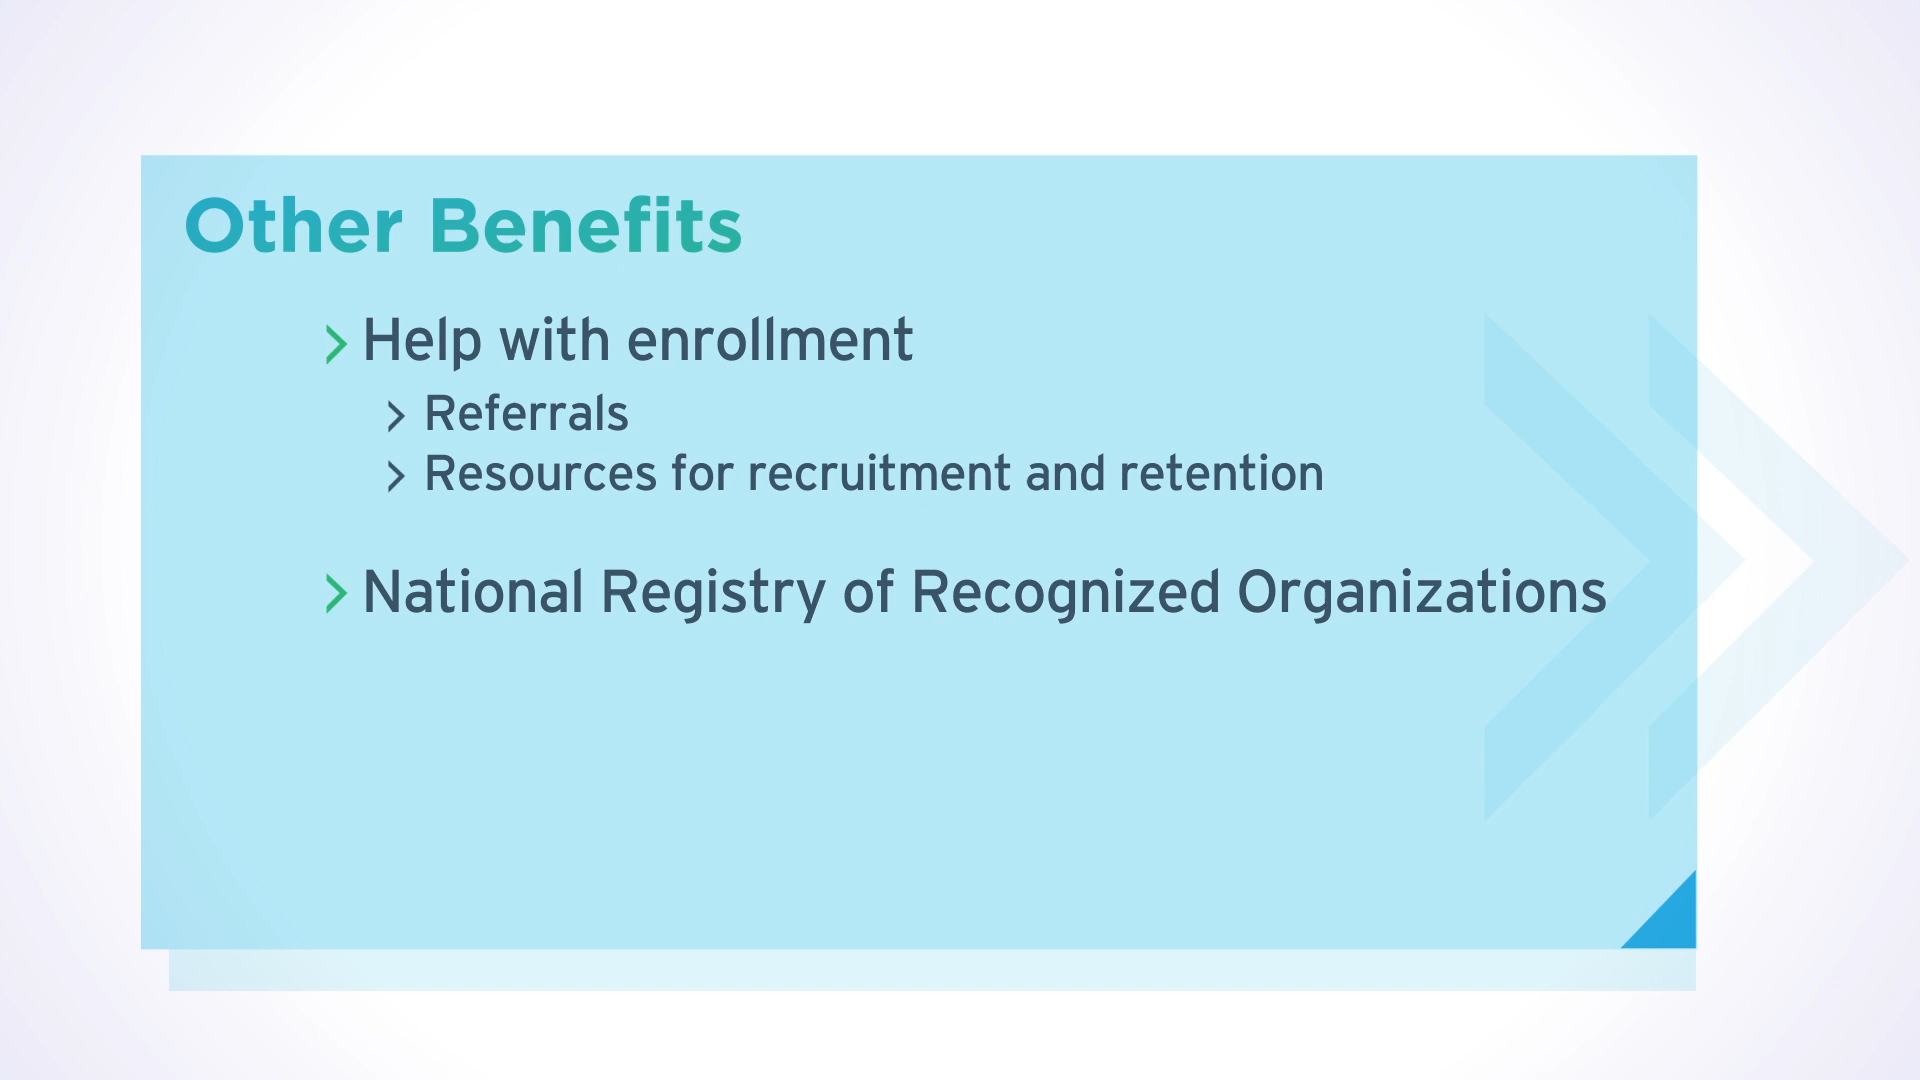 Other Benefits
Help with enrollment
Referrals
Resources for recruitment and retention
National Registry of Recognized Organizations